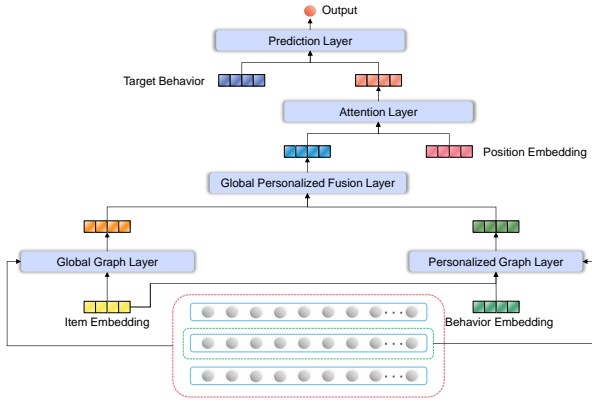 Output
Prediction Layer
Target Behavior
Attention Layer
Position Embedding
Global Personalized Fusion Layer
Global Graph Layer
Personalized Graph Layer
Item Embedding
Behavior Embedding